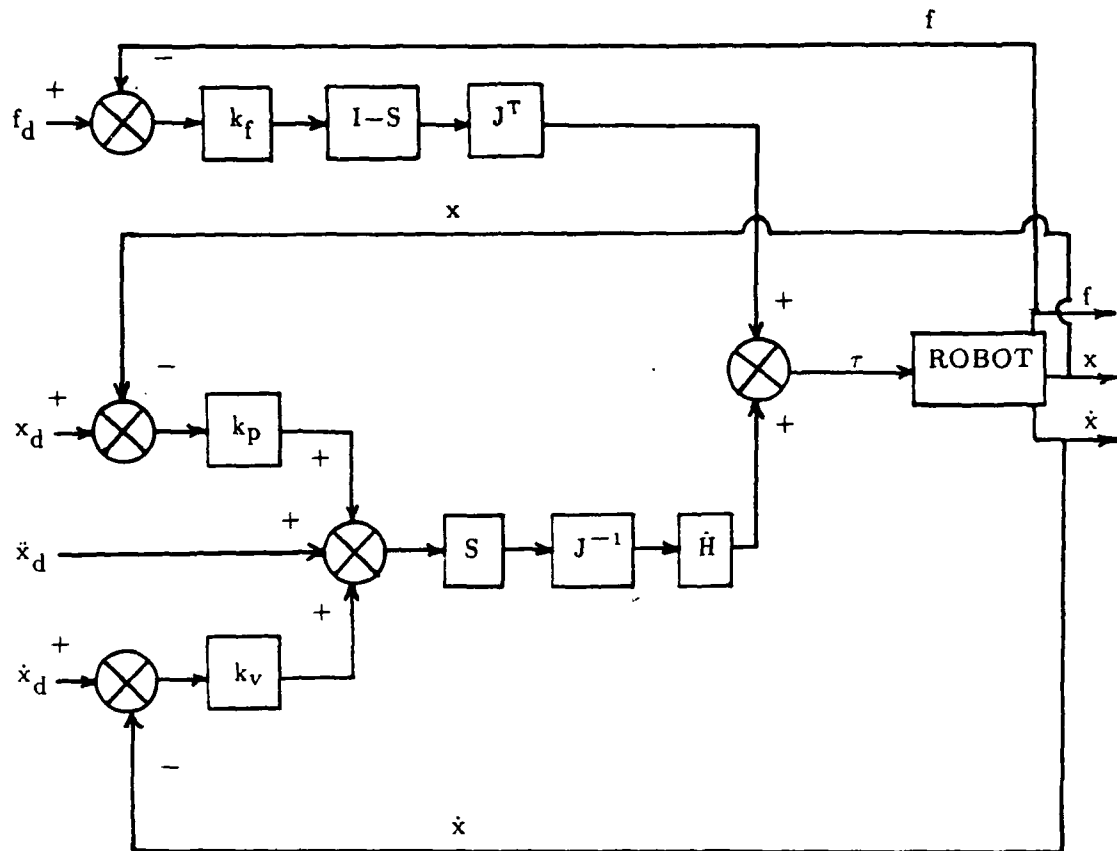 f
−
+
f_d
k_f
I−S
J^T
x
+
f
−
+
x_d
k_p
+
τ
ROBOT
x
+
ẋ
+
ẍ_d
S
J^−1
Ĥ
+
+
ẋ_d
k_v
−
ẋ